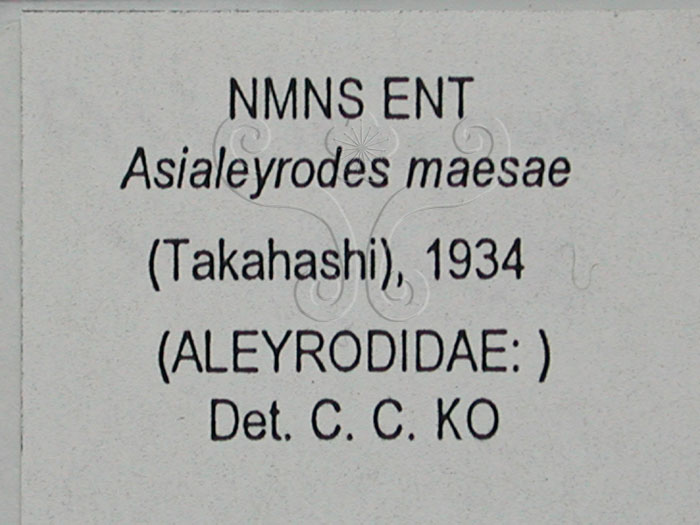 NMNS ENT
Asialeyrodes maesae
(Takahashi), 1934
(ALEYRODIDAE: )
Det. C. C. KO